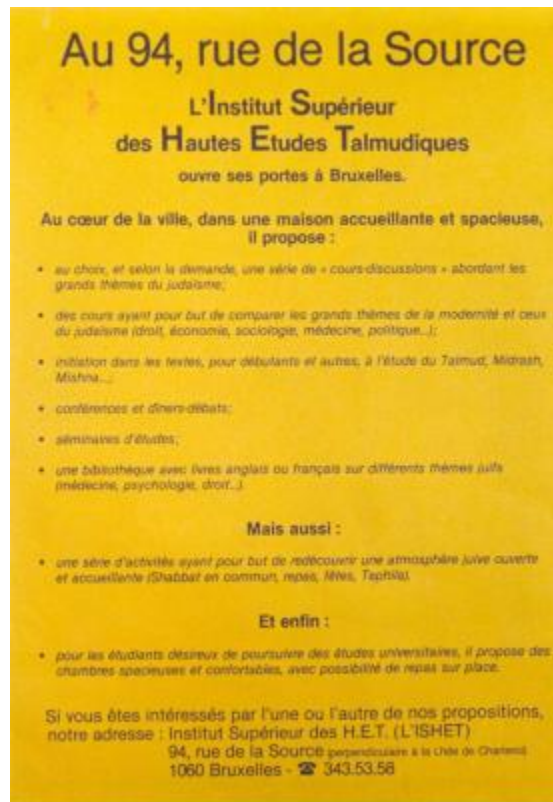 Au 94, rue de la Source
L'Institut Supérieur
des Hautes Etudes Talmudiques
ouvre ses portes à Bruxelles.
Au cœur de la ville, dans une maison accueillante et spacieuse,
il propose :
• au choix, et selon la demande, une série de « cours-discussions » abordant les
grands thèmes du judaïsme;
• des cours ayant pour but de comparer les grands thèmes de la modernité et ceux
du judaïsme (droit, économie, sociologie, médecine, politique...);
• initiation dans les textes, pour débutants et autres, à l'étude du Talmud, Midrash,
Mishna...;
• conférences et dîners-débats;
• séminaires d'études;
• une bibliothèque avec livres anglais ou français sur différents thèmes juifs
(médecine, psychologie, droit...).
Mais aussi :
• une série d'activités ayant pour but de redécouvrir une atmosphère juive ouverte
et accueillante (Shabbat en commun, repas, fêtes, Tephila).
Et enfin :
• pour les étudiants désireux de poursuivre des études universitaires, il propose des
chambres spacieuses et confortables, avec possibilité de repas sur place.
Si vous êtes intéressés par l'une ou l'autre de nos propositions,
notre adresse : Institut Supérieur des H.E.T. (L'ISHET)
94, rue de la Source (perpendiculaire à la Chée de Charleroi)
1060 Bruxelles - ☎ 343.53.58